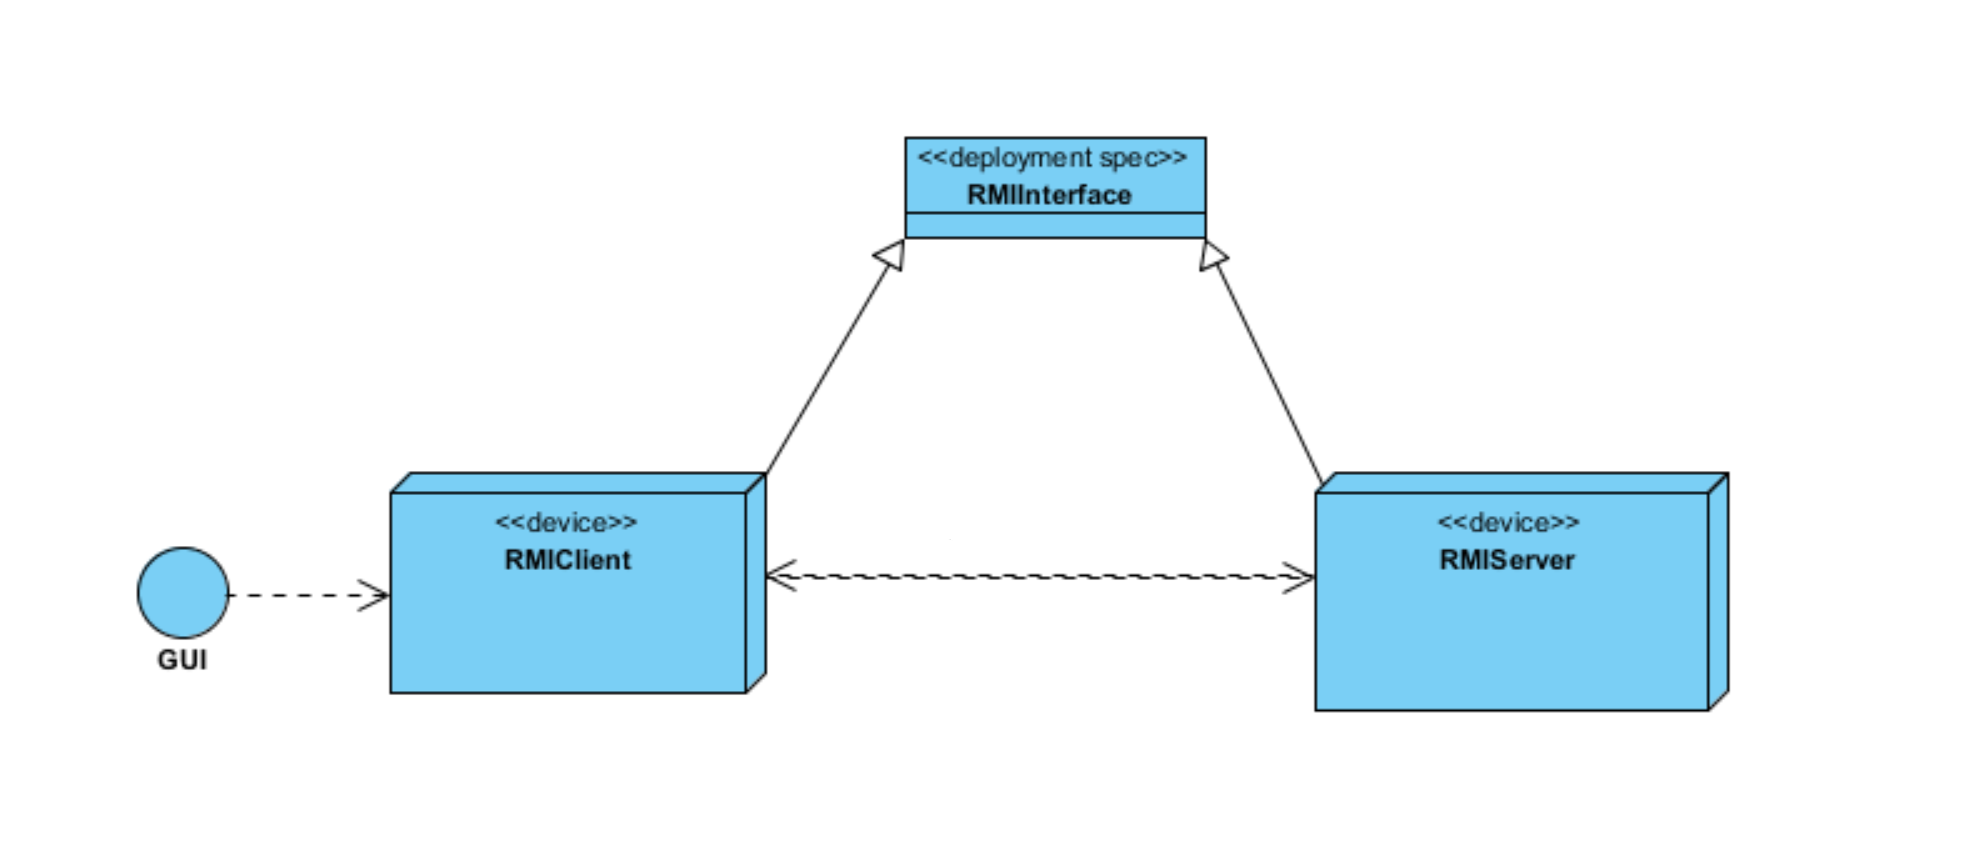 <<deployment spec>>
RMIInterface
<<device>>
RMIClient
<<device>>
RMIServer
GUI